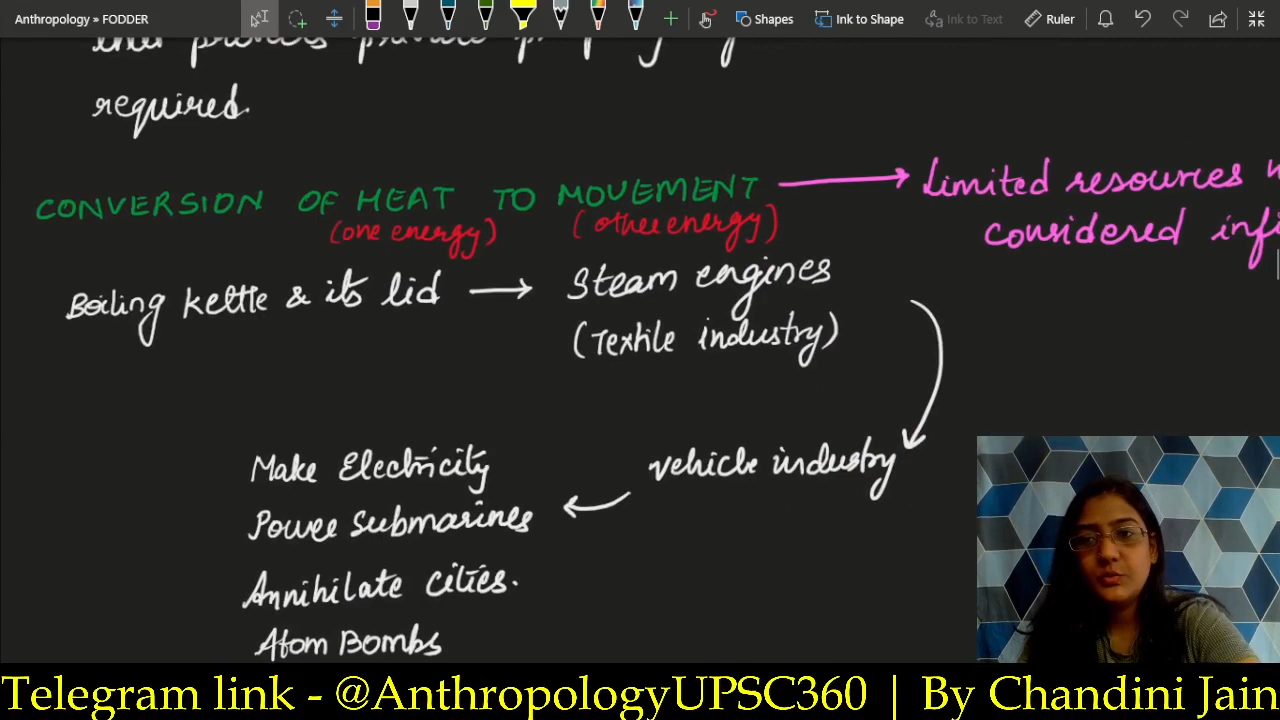 Anthropology » FODDER
Shapes
Ink to Shape
Ink to Text
Ruler
required.
CONVERSION OF HEAT TO MOVEMENT
(one energy)
(other energy)
Limited resources
considered
Boiling kettle & its lid
Steam engines
(Textile industry)
vehicle industry
Make Electricity
Power Submarines
Annihilate cities.
Atom Bombs
Telegram link - @AnthropologyUPSC360 | By Chandini Jain